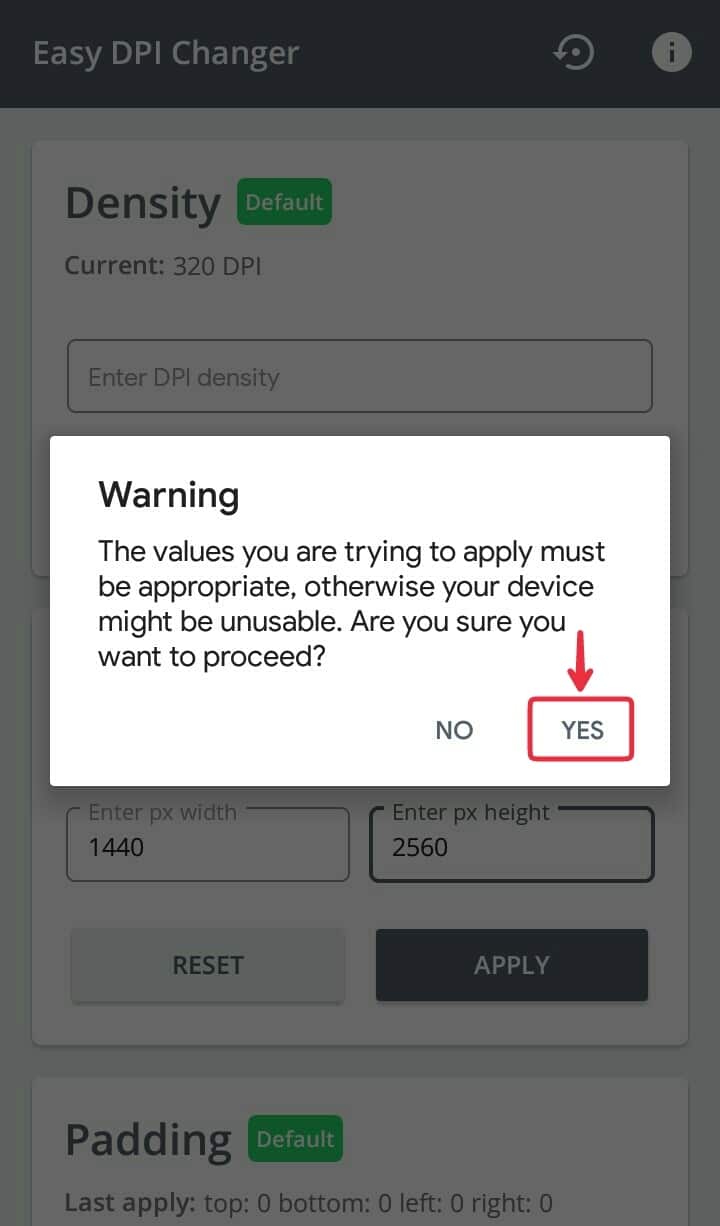 Easy DPI Changer
Density Default
Current: 320 DPI
Enter DPI density
Warning
The values you are trying to apply must
be appropriate, otherwise your device
might be unusable. Are you sure you
want to proceed?
NO YES
Enter px width Enter px height
1440 2560
RESET APPLY
Padding Default
Last apply: top: 0 bottom: 0 left: 0 right: 0